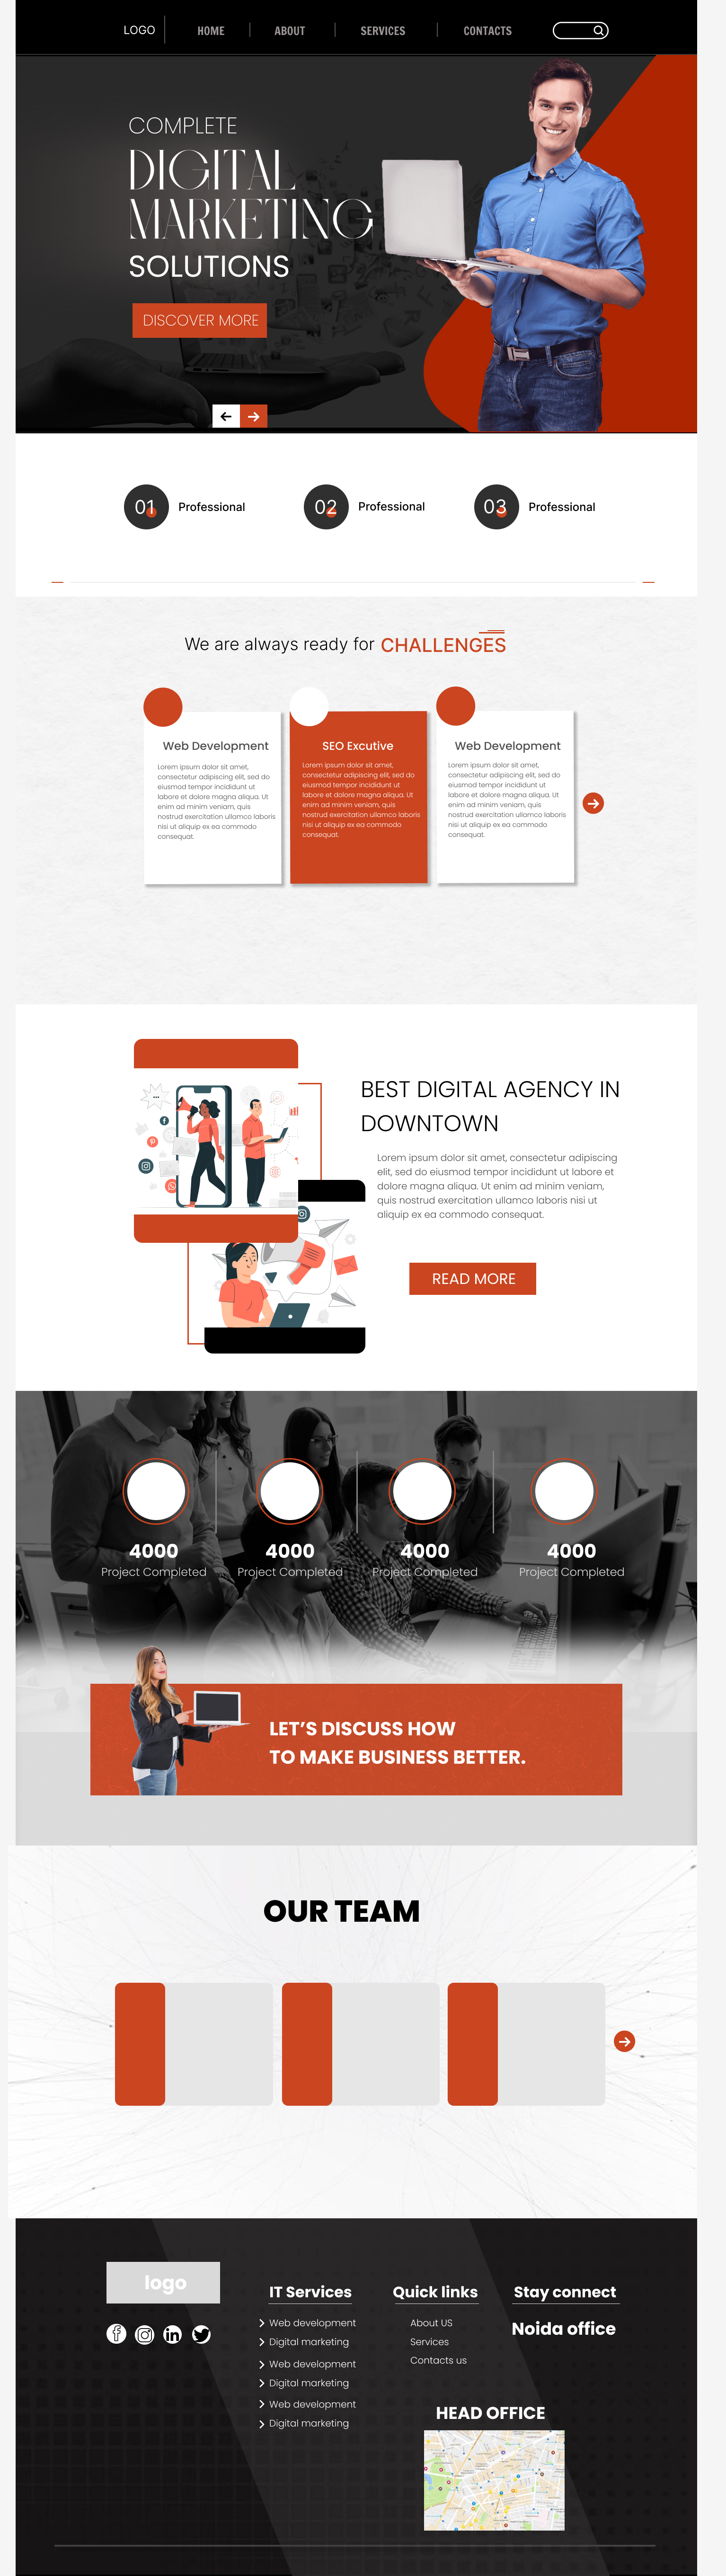 LOGO
HOME
ABOUT
SERVICES
CONTACTS
COMPLETE
DIGITAL
MARKETING
SOLUTIONS
DISCOVER MORE
01
Professional
02
Professional
03
Professional
We are always ready for CHALLENGES
Web Development
Lorem ipsum dolor sit amet,
consectetur adipiscing elit, sed do
eiusmod tempor incididunt ut
labore et dolore magna aliqua. Ut
enim ad minim veniam, quis
nostrud exercitation ullamco laboris
nisi ut aliquip ex ea commodo
consequat.
SEO Excutive
Lorem ipsum dolor sit amet,
consectetur adipiscing elit, sed do
eiusmod tempor incididunt ut
labore et dolore magna aliqua. Ut
enim ad minim veniam, quis
nostrud exercitation ullamco laboris
nisi ut aliquip ex ea commodo
consequat.
Web Development
Lorem ipsum dolor sit amet,
consectetur adipiscing elit, sed do
eiusmod tempor incididunt ut
labore et dolore magna aliqua. Ut
enim ad minim veniam, quis
nostrud exercitation ullamco laboris
nisi ut aliquip ex ea commodo
consequat.
BEST DIGITAL AGENCY IN
DOWNTOWN
Lorem ipsum dolor sit amet, consectetur adipiscing
elit, sed do eiusmod tempor incididunt ut labore et
dolore magna aliqua. Ut enim ad minim veniam,
quis nostrud exercitation ullamco laboris nisi ut
aliquip ex ea commodo consequat.
READ MORE
4000
Project Completed
4000
Project Completed
4000
Project Completed
4000
Project Completed
LET'S DISCUSS HOW
TO MAKE BUSINESS BETTER.
OUR TEAM
logo
IT Services
Web development
Digital marketing
Web development
Digital marketing
Web development
Digital marketing
Quick links
About US
Services
Contacts us
Stay connect
Noida office
HEAD OFFICE